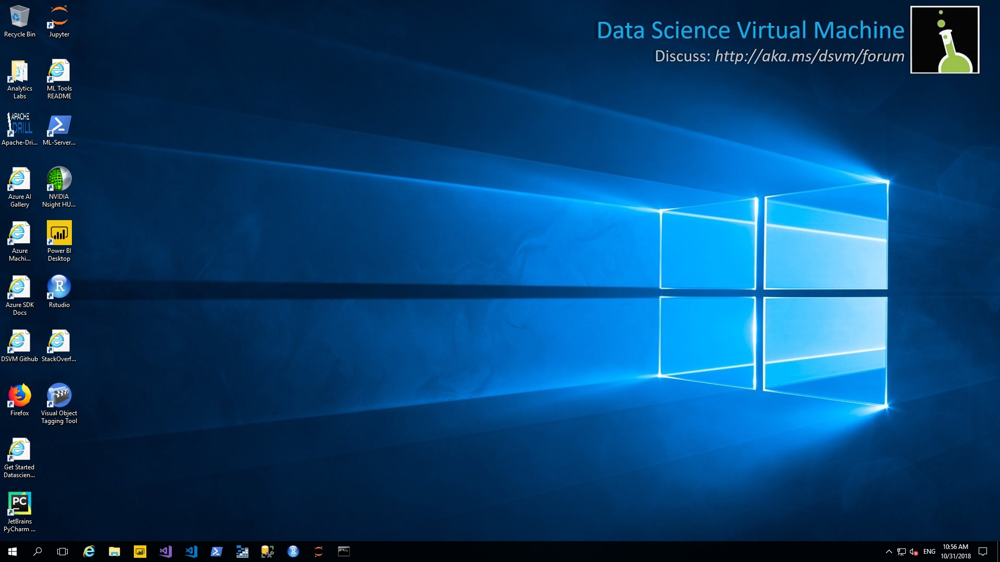 Data Science Virtual Machine
Discuss: http://aka.ms/dsvm/forum
Recycle Bin
Jupyter
Analytics
Labs
ML Tools
README
APACHE
DRILL
Apache-Dri...
ML-Server...
Azure AI
Gallery
NVIDIA
Nsight HU...
Azure
Machi...
Power BI
Desktop
Azure SDK
Docs
R
Rstudio
DSVM Github
StackOverf...
Firefox
Visual Object
Tagging Tool
Get Started
Datascien...
PC
JetBrains
PyCharm ...
R
ENG
10:56 AM
10/31/2018